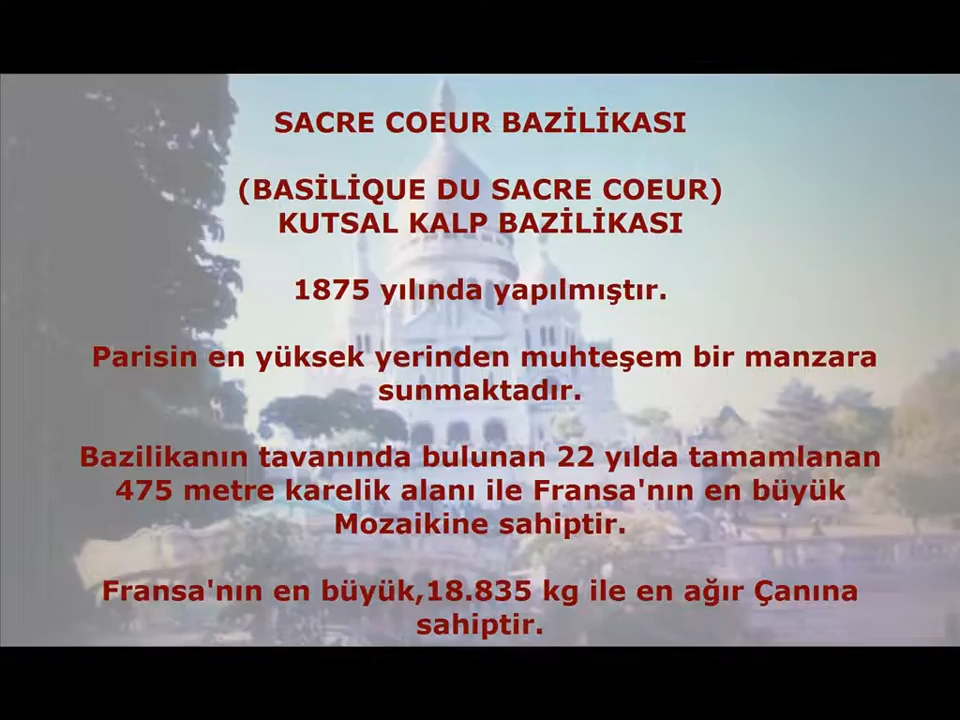 SACRE COEUR BAZİLİKASI
(BASİLİQUE DU SACRE COEUR)
KUTSAL KALP BAZİLİKASI
1875 yılında yapılmıştır.
Parisin en yüksek yerinden muhteşem bir manzara
sunmaktadır.
Bazilikanın tavanında bulunan 22 yılda tamamlanan
475 metre karelik alanı ile Fransa'nın en büyük
Mozaikine sahiptir.
Fransa'nın en büyük,18.835 kg ile en ağır Çanına
sahiptir.